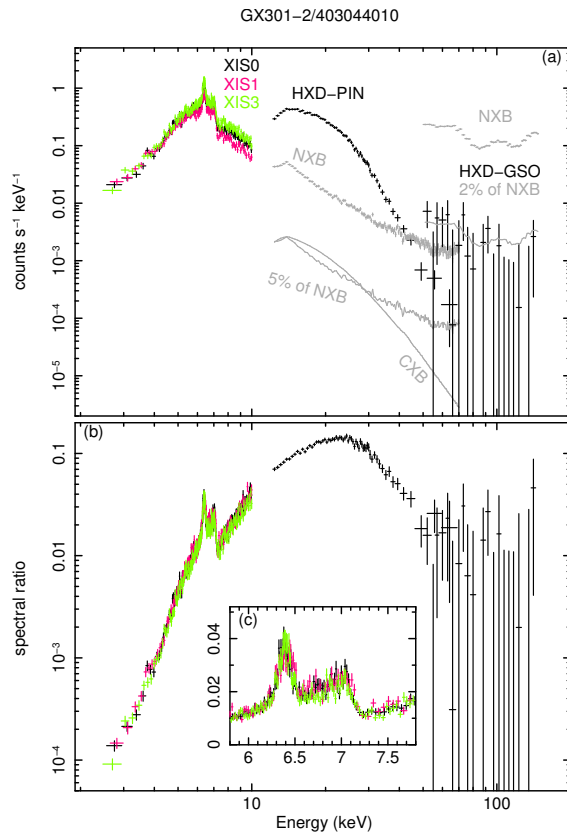 GX301−2/403044010
(a)
XIS0
XIS1
XIS3
HXD−PIN
NXB
NXB
HXD−GSO
2% of NXB
5% of NXB
CXB
counts s⁻¹ keV⁻¹
1
0.1
0.01
10⁻³
10⁻⁴
10⁻⁵
(b)
spectral ratio
0.1
0.01
10⁻³
10⁻⁴
(c)
0.04
0.02
0
6
6.5
7
7.5
10
100
Energy (keV)